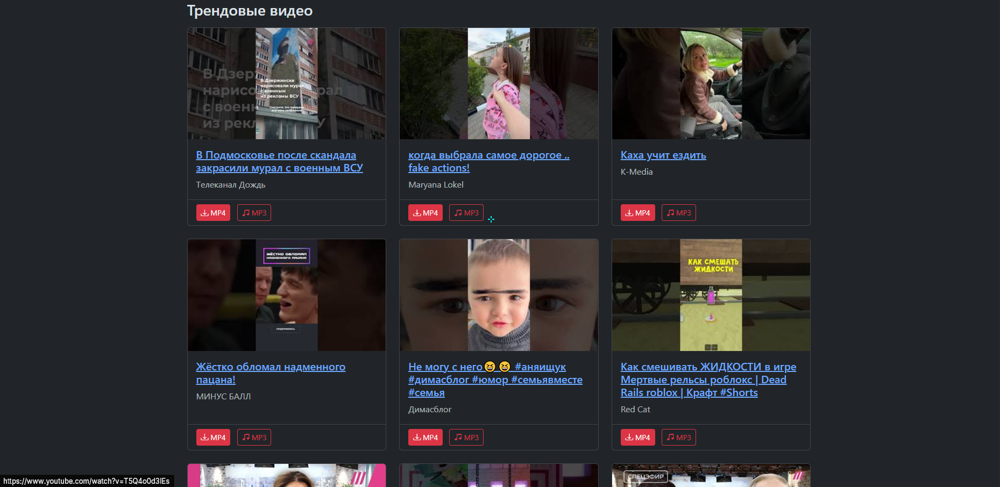 Трендовые видео
В Дзержинске
нарисовали мурал
с военным
из рекламы ВСУ
В Подмосковье после скандала
закрасили мурал с военным ВСУ
Телеканал Дождь
MP4
MP3
когда выбрала самое дорогое ..
fake actions!
Maryana Lokel
MP4
MP3
Каха учит ездить
K-Media
MP4
MP3
ЖЁСТКО ОБЛОМАЛ
НАДМЕННОГО ПАЦАНА
Жёстко обломал надменного
пацана!
МИНУС БАЛЛ
MP4
MP3
Не могу с него😆 😆 #аняищук
#димасблог #юмор #семьявместе
#семья
Димасблог
MP4
MP3
КАК СМЕШАТЬ
ЖИДКОСТИ
Как смешивать ЖИДКОСТИ в игре
Мертвые рельсы роблокс | Dead
Rails roblox | Крафт #Shorts
Red Cat
MP4
MP3
СПЕЦЭФИР
https://www.youtube.com/watch?v=T5Q4o0d3lEs